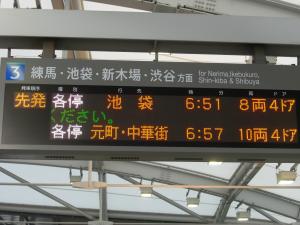 3 練馬・池袋・新木場・渋谷方面 for Nerima,Ikebukuro, Shin-kiba & Shibuya
先発 各停 池袋 6:51 8両4ドア
ください。
各停 元町・中華街 6:57 10両4ドア